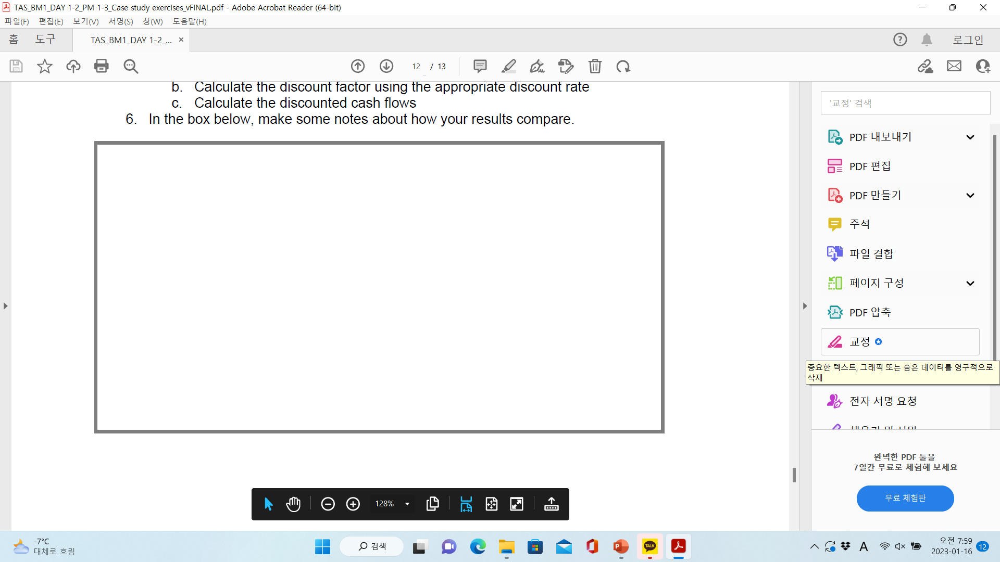 TAS_BM1_DAY 1-2_PM 1-3_Case study exercises_vFINAL.pdf - Adobe Acrobat Reader (64-bit)
파일(F) 편집(E) 보기(V) 서명(S) 창(W) 도움말(H)
홈 도구 TAS_BM1_DAY 1-2_... 로그인
12 / 13
b. Calculate the discount factor using the appropriate discount rate
c. Calculate the discounted cash flows
6. In the box below, make some notes about how your results compare.
'교정' 검색
PDF 내보내기
PDF 편집
PDF 만들기
주석
파일 결합
페이지 구성
PDF 압축
교정
중요한 텍스트, 그래픽 또는 숨은 데이터를 영구적으로
삭제
전자 서명 요청
완벽한 PDF 툴을
7일간 무료로 체험해 보세요
무료 체험판
128%
-7°C
대체로 흐림
검색
TALK
A
오전 7:59
2023-01-16
12